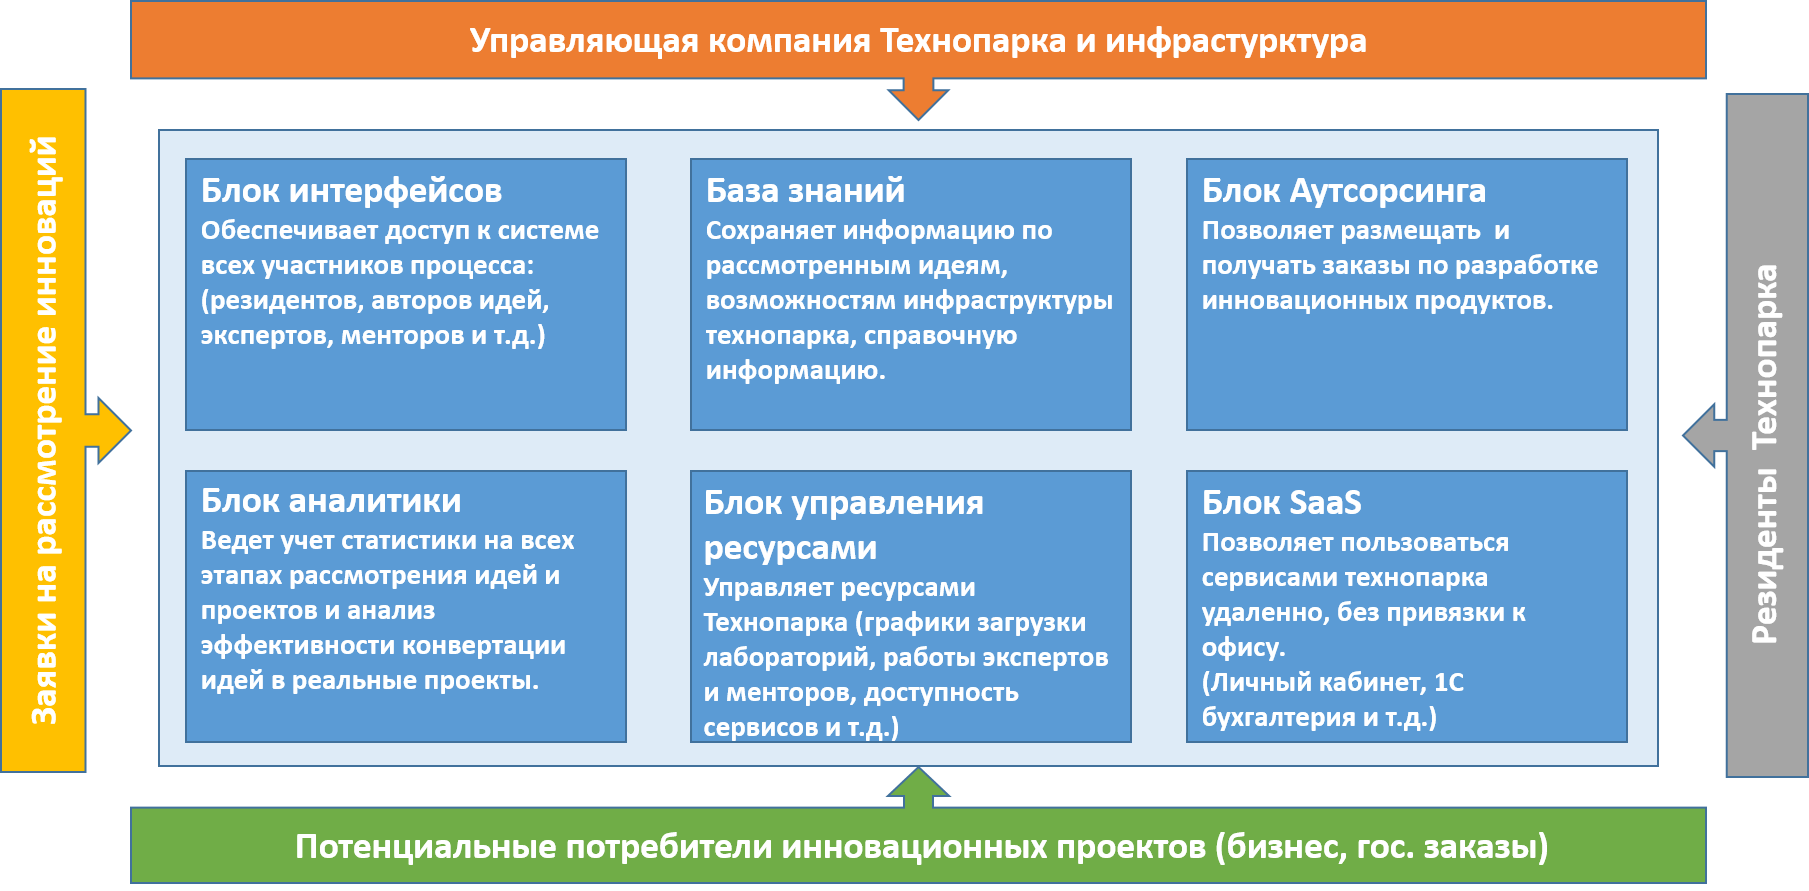 Управляющая компания Технопарка и инфрастурктура
Заявки на рассмотрение инноваций
Блок интерфейсов
Обеспечивает доступ к системе
всех участников процесса:
(резидентов, авторов идей,
экспертов, менторов и т.д.)
База знаний
Сохраняет информацию по
рассмотренным идеям,
возможностям инфраструктуры
технопарка, справочную
информацию.
Блок Аутсорсинга
Позволяет размещать  и
получать заказы по разработке
инновационных продуктов.
Блок аналитики
Ведет учет статистики на всех
этапах рассмотрения идей и
проектов и анализ
эффективности конвертации
идей в реальные проекты.
Блок управления
ресурсами
Управляет ресурсами
Технопарка (графики загрузки
лабораторий, работы экспертов
и менторов, доступность
сервисов и т.д.)
Блок SaaS
Позволяет пользоваться
сервисами технопарка
удаленно, без привязки к
офису.
(Личный кабинет, 1С
бухгалтерия и т.д.)
Резиденты  Технопарка
Потенциальные потребители инновационных проектов (бизнес, гос. заказы)